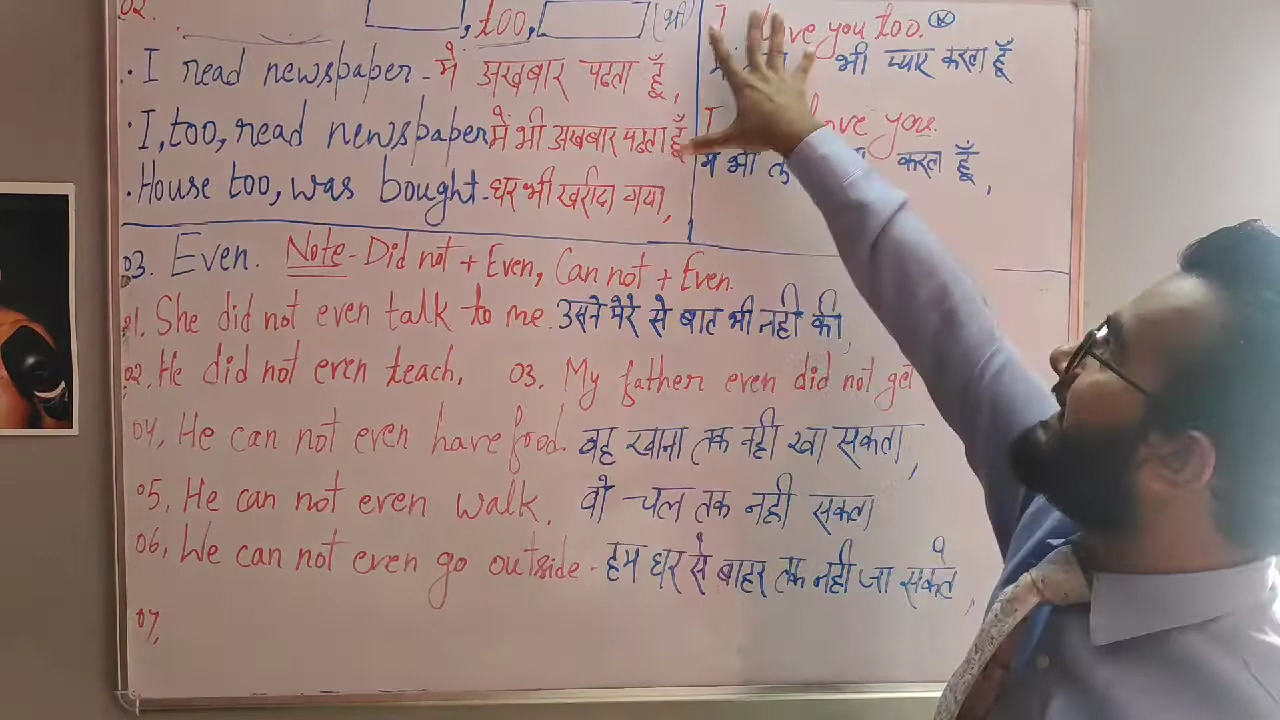 02.
, too, (भी)
· I read newspaper - में अखबार पढता हूँ,
· I, too, read newspaper में भी अखबार पढता हूँ
· House too, was bought - घर भी खरीदा गया,
I love you too.
भी प्यार करता हूँ
I love you.
में भी करता हूँ,
03. Even. Note - Did not + Even, Can not + Even.
01. She did not even talk to me. उसने मेरे से बात भी नही की,
02. He did not even teach. 03. My father even did not get
04, He can not even have food. वह खाना तक नही खा सकता,
05, He can not even walk. वो चल तक नही सकता
06, We can not even go outside - हम घर से बाहर तक नही जा सकते,
07,